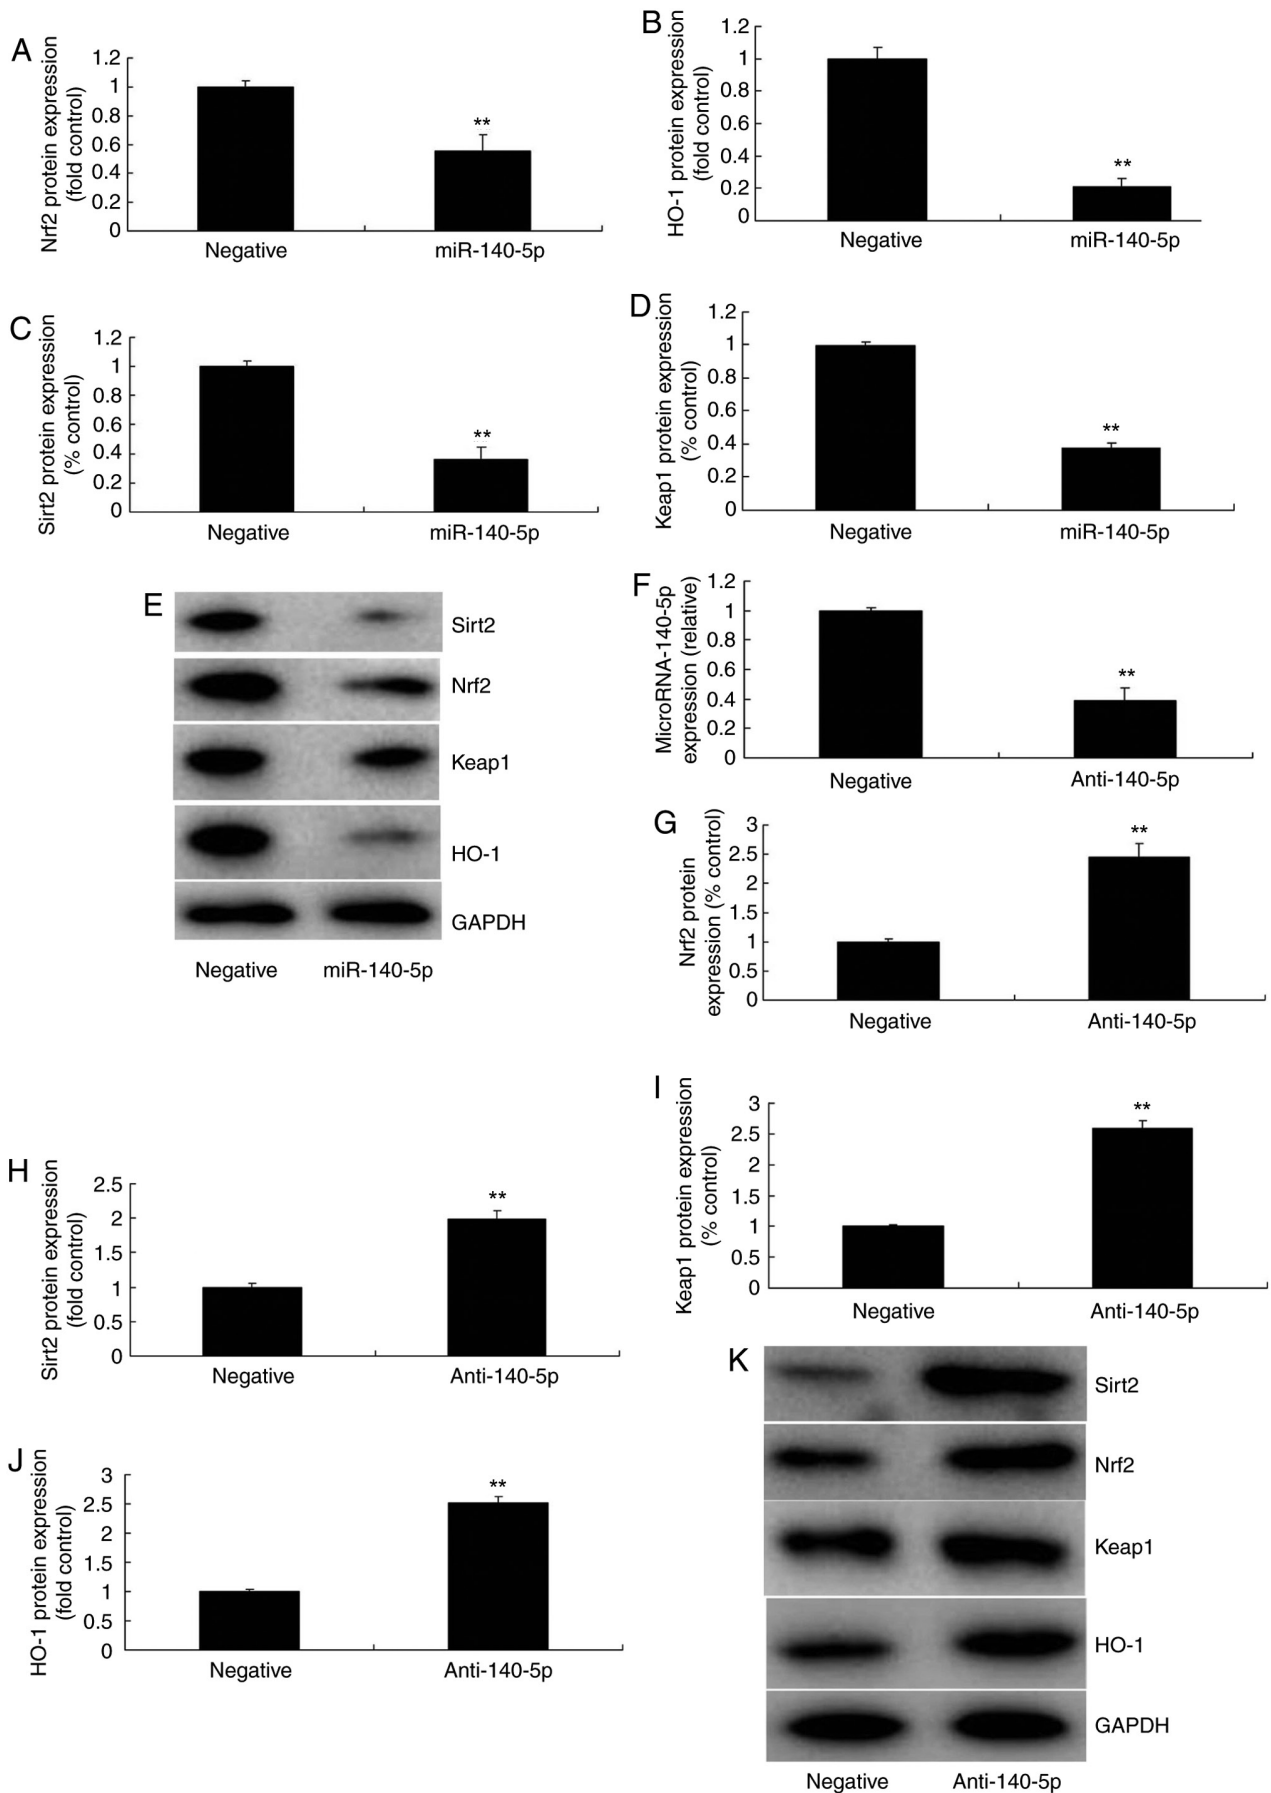 A
Nrf2 protein expression
(fold control)
1.2
1
0.8
0.6
0.4
0.2
0
**
Negative
miR-140-5p
B
HO-1 protein expression
(fold control)
1.2
1
0.8
0.6
0.4
0.2
0
**
Negative
miR-140-5p
C
Sirt2 protein expression
(% control)
1.2
1
0.8
0.6
0.4
0.2
0
**
Negative
miR-140-5p
D
Keap1 protein expression
(% control)
1.2
1
0.8
0.6
0.4
0.2
0
**
Negative
miR-140-5p
E
Sirt2
Nrf2
Keap1
HO-1
GAPDH
Negative
miR-140-5p
F
MicroRNA-140-5p
expression (relative)
1.2
1
0.8
0.6
0.4
0.2
0
**
Negative
Anti-140-5p
G
Nrf2 protein
expression (% control)
3
2.5
2
1.5
1
0.5
0
**
Negative
Anti-140-5p
H
Sirt2 protein expression
(fold control)
2.5
2
1.5
1
0.5
0
**
Negative
Anti-140-5p
I
Keap1 protein expression
(% control)
3
2.5
2
1.5
1
0.5
0
**
Negative
Anti-140-5p
J
HO-1 protein expression
(fold control)
3
2.5
2
1.5
1
0.5
0
**
Negative
Anti-140-5p
K
Sirt2
Nrf2
Keap1
HO-1
GAPDH
Negative
Anti-140-5p